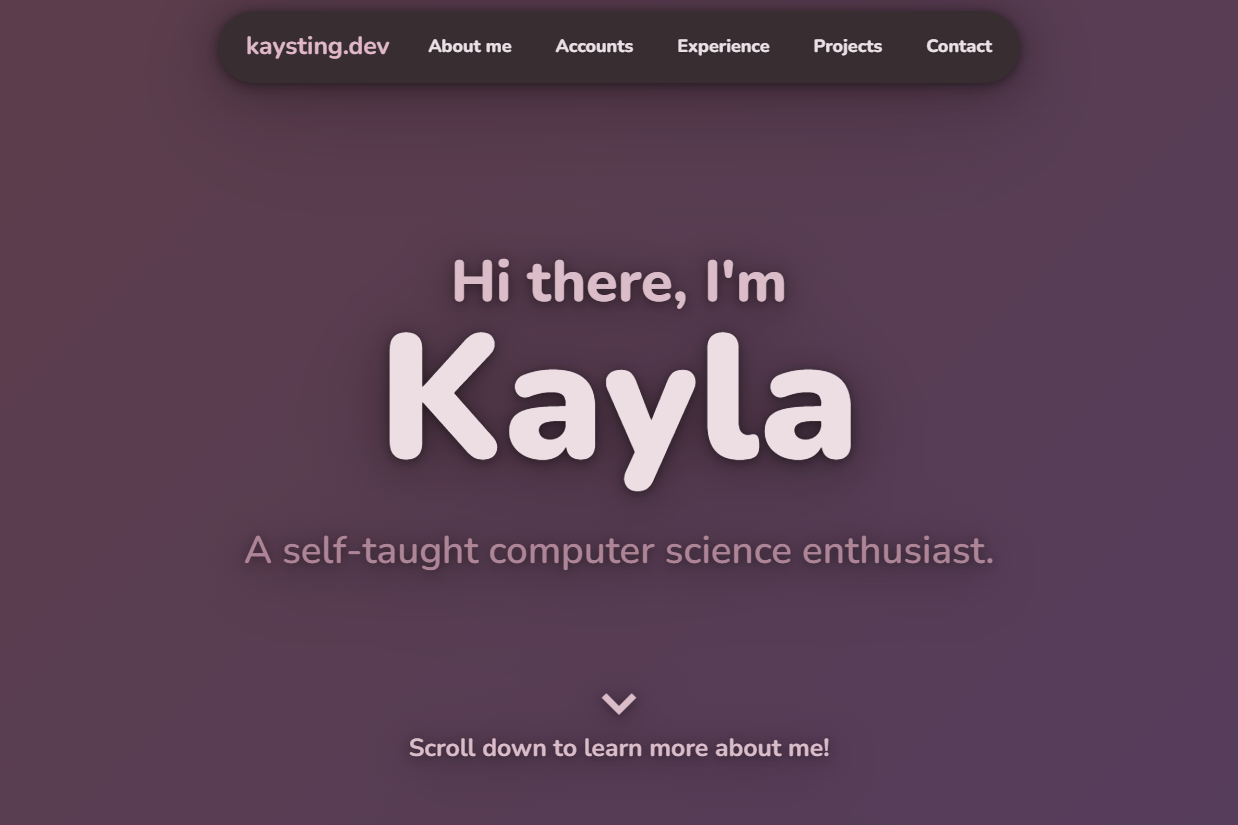 kaysting.dev About me Accounts Experience Projects Contact
Hi there, I'm
Kayla
A self-taught computer science enthusiast.
Scroll down to learn more about me!